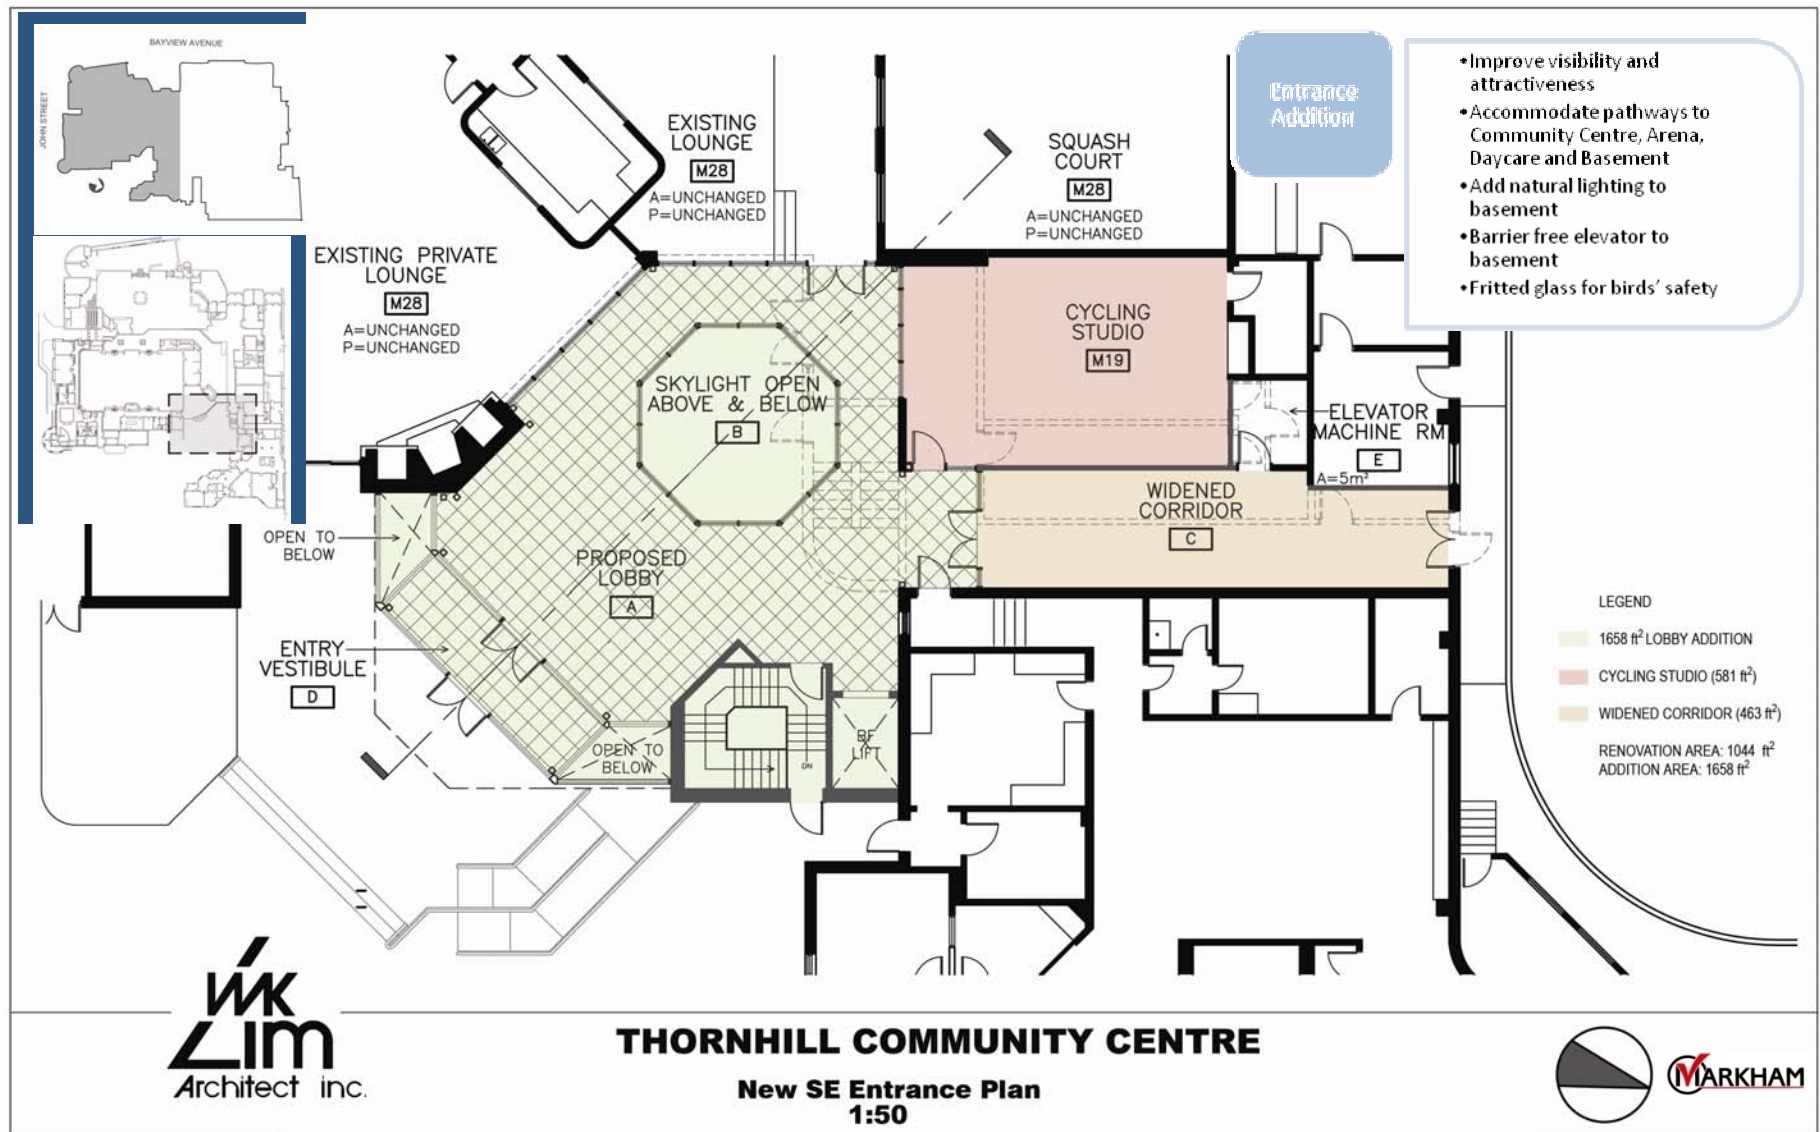 BAYVIEW AVENUE
JOHN STREET
EXISTING
LOUNGE
M28
A=UNCHANGED
P=UNCHANGED
SQUASH
COURT
M28
A=UNCHANGED
P=UNCHANGED
Entrance
Addition
•Improve visibility and
attractiveness
•Accommodate pathways to
Community Centre, Arena,
Daycare and Basement
•Add natural lighting to
basement
•Barrier free elevator to
basement
•Fritted glass for birds' safety
EXISTING PRIVATE
LOUNGE
M28
A=UNCHANGED
P=UNCHANGED
CYCLING
STUDIO
M19
SKYLIGHT OPEN
ABOVE & BELOW
B
ELEVATOR
MACHINE RM
E
A=5m²
WIDENED
CORRIDOR
C
OPEN TO
BELOW
PROPOSED
LOBBY
A
ENTRY
VESTIBULE
D
OPEN TO
BELOW
DN
BF
LIFT
LEGEND
1658 ft² LOBBY ADDITION
CYCLING STUDIO (581 ft²)
WIDENED CORRIDOR (463 ft²)
RENOVATION AREA: 1044 ft²
ADDITION AREA: 1658 ft²
WK
Lim
Architect inc.
THORNHILL COMMUNITY CENTRE
New SE Entrance Plan
1:50
MARKHAM